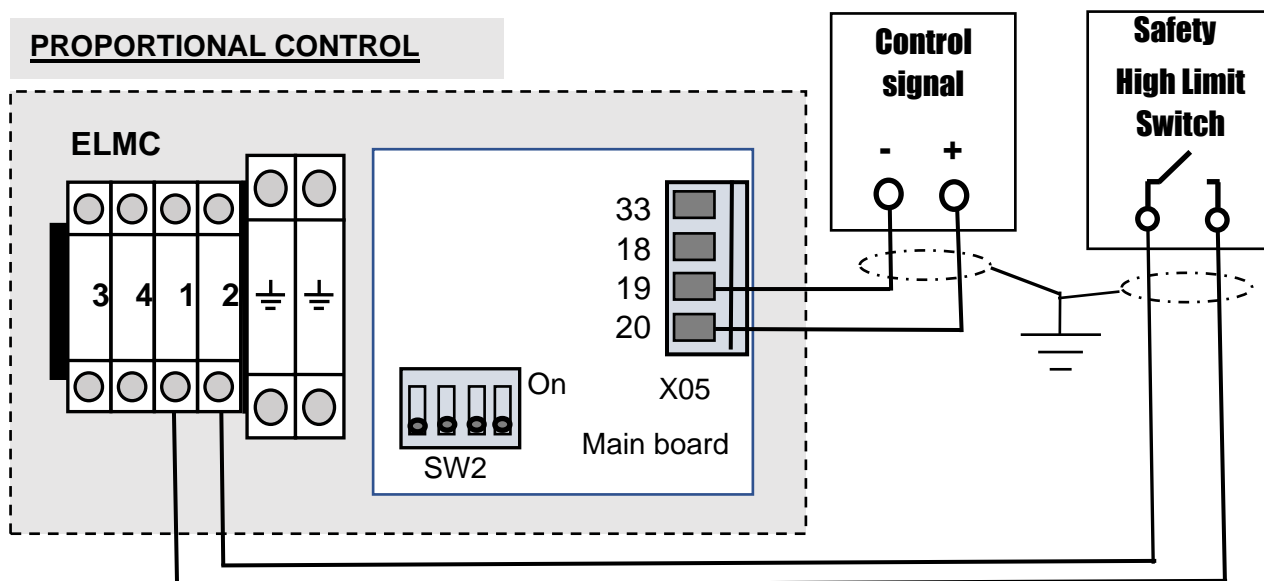 PROPORTIONAL CONTROL
Control
signal
- +
Safety
High Limit
Switch
ELMC
3 4 1 2
33
18
19
20
X05
On
SW2
Main board